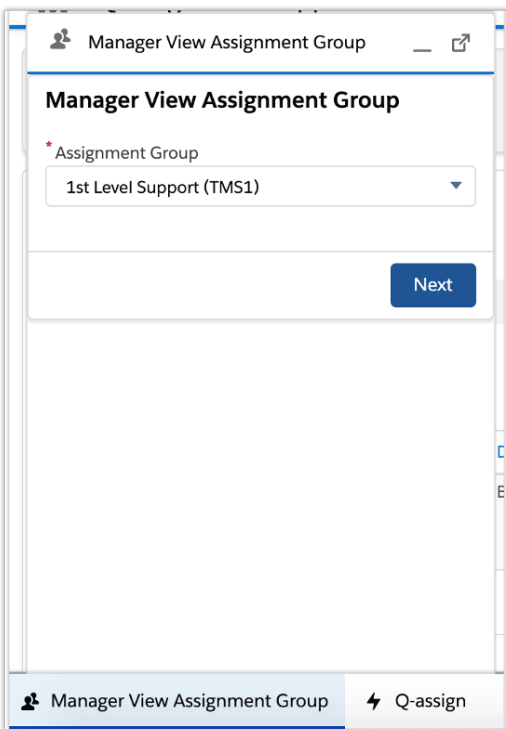 Manager View Assignment Group
Manager View Assignment Group
* Assignment Group
1st Level Support (TMS1)
Next
Manager View Assignment Group
Q-assign